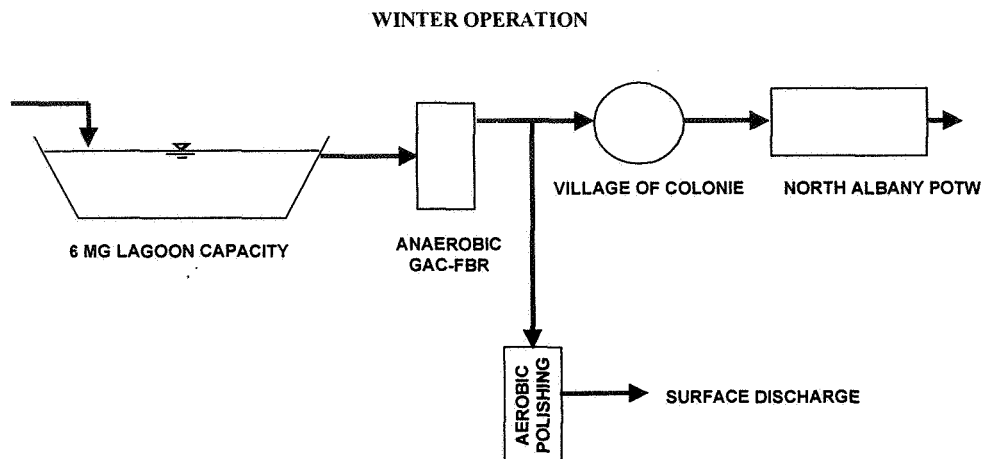 WINTER OPERATION
VILLAGE OF COLONIE
NORTH ALBANY POTW
6 MG LAGOON CAPACITY
ANAEROBIC
GAC-FBR
AEROBIC
POLISHING
SURFACE DISCHARGE